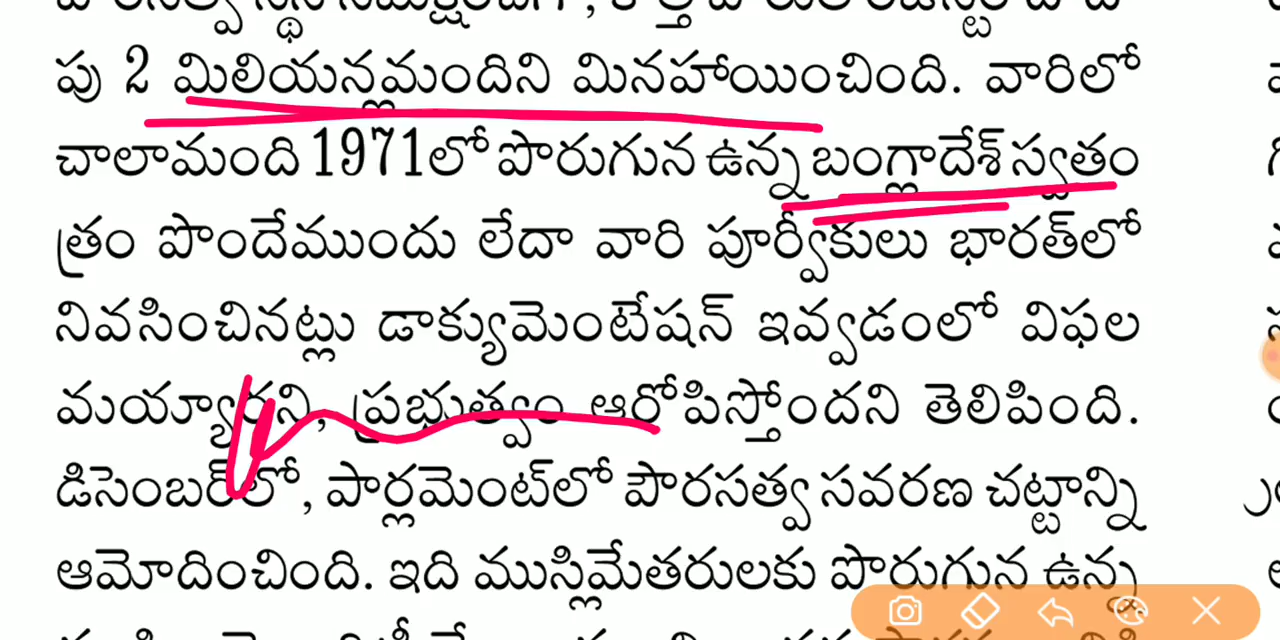 పు 2 మిలియన్లమందిని మినహాయించింది. వారిలో
చాలామంది 1971లో పొరుగున ఉన్న బంగ్లాదేశ్ స్వతం
త్రం పొందేముందు లేదా వారి పూర్వీకులు భారత్‌లో
నివసించినట్లు డాక్యుమెంటేషన్ ఇవ్వడంలో విఫల
మయ్యారని, ప్రభుత్వం ఆరోపిస్తోందని తెలిపింది.
డిసెంబర్‌లో, పార్లమెంట్‌లో పౌరసత్వ సవరణ చట్టాన్ని
ఆమోదించింది. ఇది ముస్లిమేతరులకు పొరుగున ఉన్న